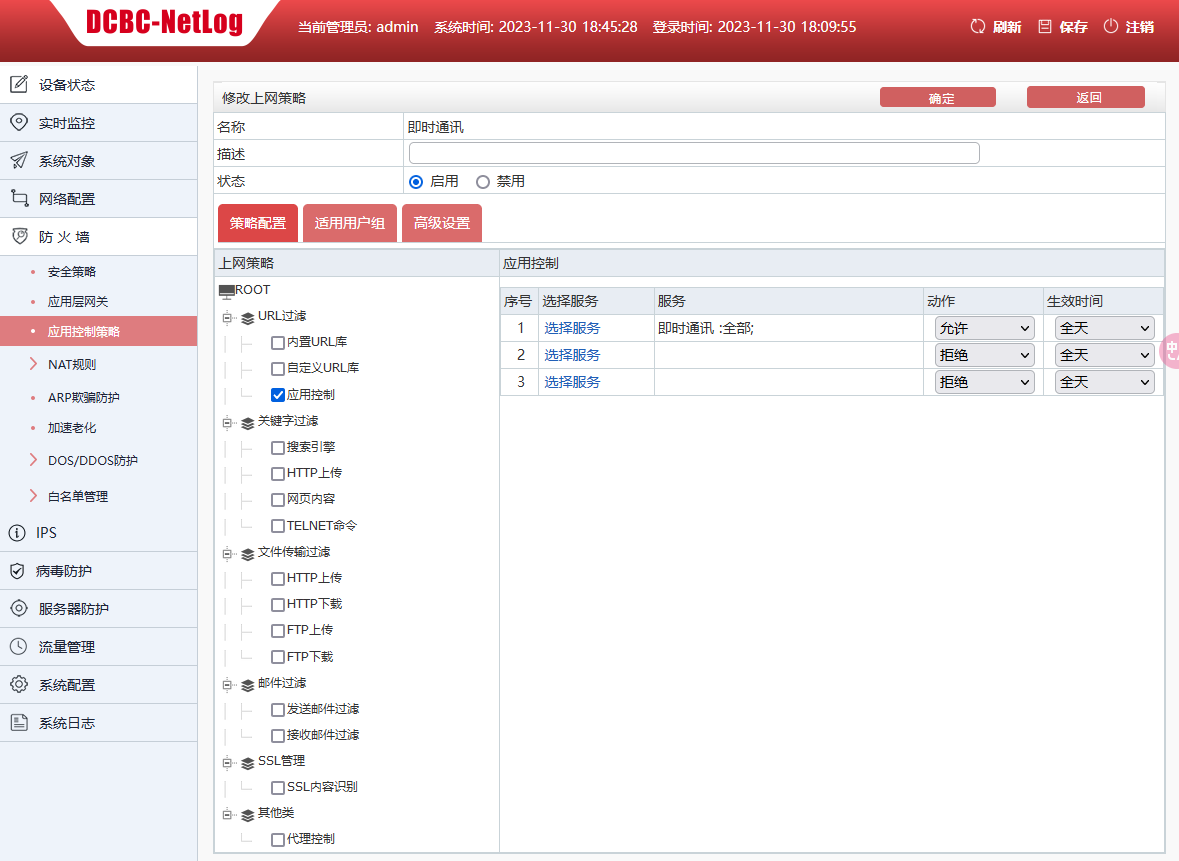 DCBC-NetLog
当前管理员: admin 系统时间: 2023-11-30 18:45:28 登录时间: 2023-11-30 18:09:55
刷新 保存 注销
设备状态
实时监控
系统对象
网络配置
防 火 墙
安全策略
应用层网关
应用控制策略
NAT规则
ARP欺骗防护
加速老化
DOS/DDOS防护
白名单管理
IPS
病毒防护
服务器防护
流量管理
系统配置
系统日志
修改上网策略 确定 返回
名称 即时通讯
描述
状态 启用 禁用
策略配置 适用用户组 高级设置
上网策略
ROOT
URL过滤
内置URL库
自定义URL库
应用控制
关键字过滤
搜索引擎
HTTP上传
网页内容
TELNET命令
文件传输过滤
HTTP上传
HTTP下载
FTP上传
FTP下载
邮件过滤
发送邮件过滤
接收邮件过滤
SSL管理
SSL内容识别
其他类
代理控制
应用控制
序号 选择服务 服务 动作 生效时间
1 选择服务 即时通讯 :全部; 允许 全天
2 选择服务 拒绝 全天
3 选择服务 拒绝 全天
中